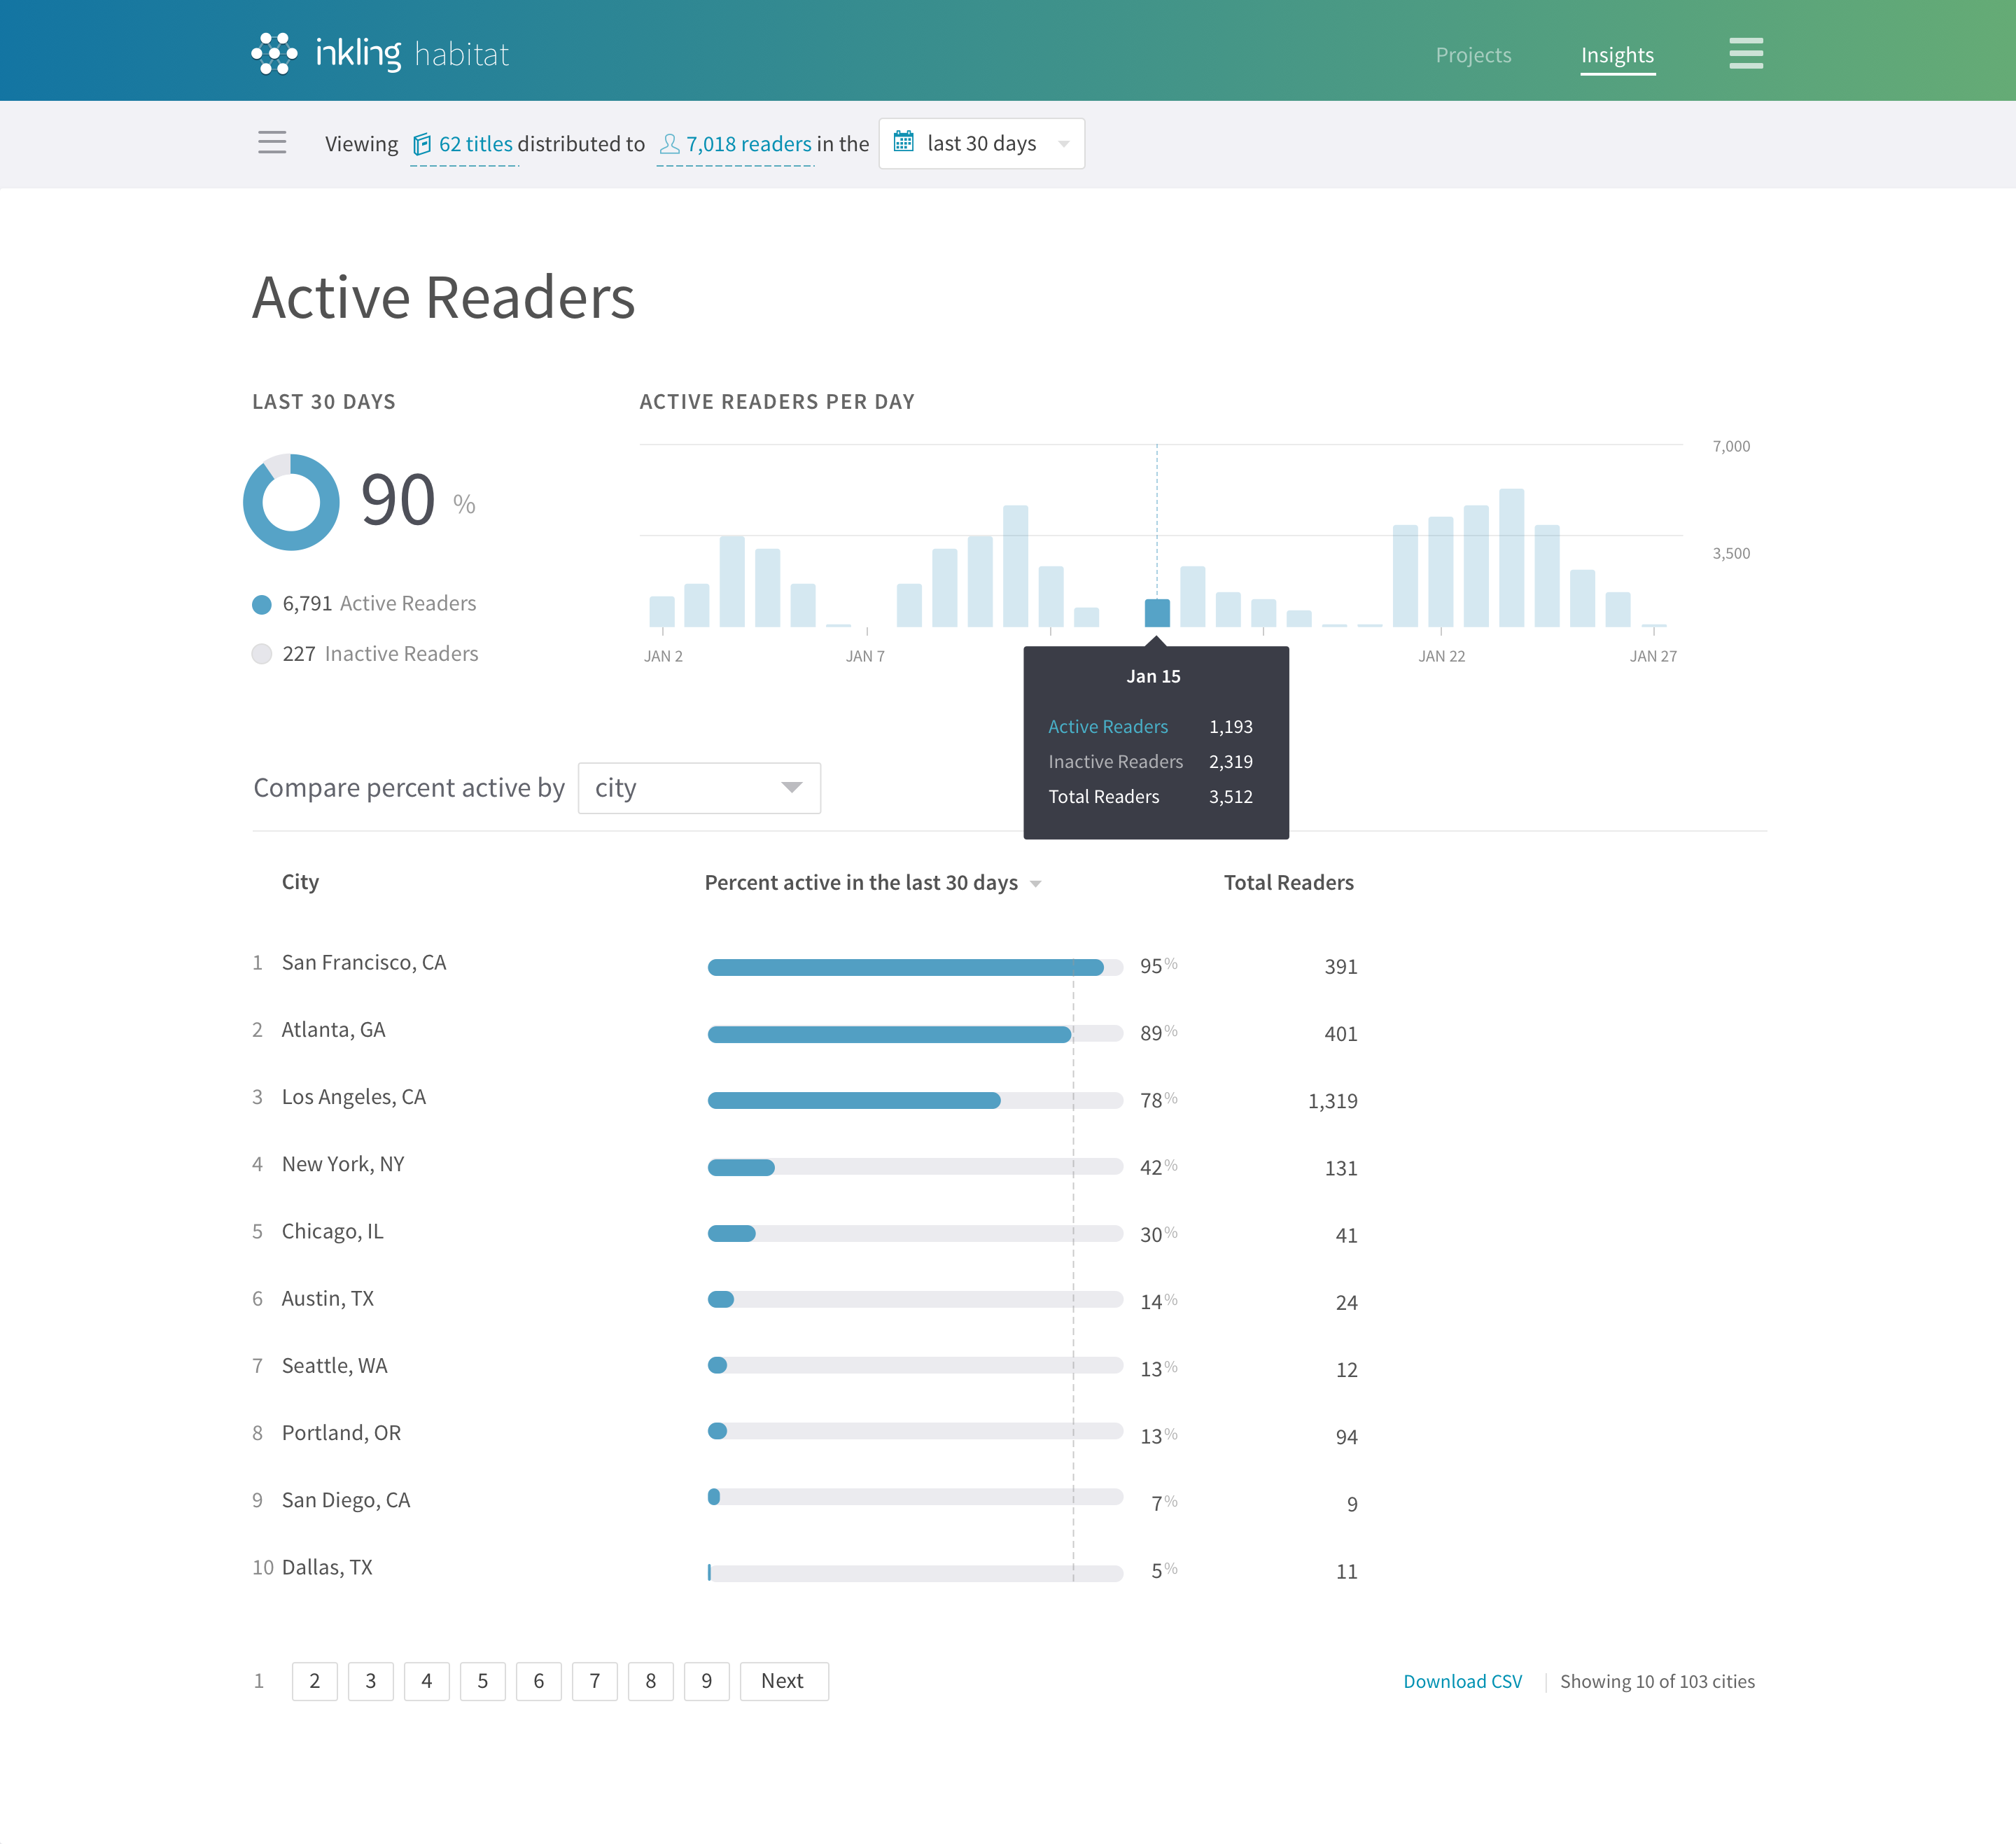 inkling habitat
Projects Insights
Viewing 62 titles distributed to 7,018 readers in the last 30 days
Active Readers
LAST 30 DAYS
90 %
6,791 Active Readers
227 Inactive Readers
ACTIVE READERS PER DAY
7,000
3,500
JAN 2 JAN 7 JAN 22 JAN 27
Jan 15
Active Readers 1,193
Inactive Readers 2,319
Total Readers 3,512
Compare percent active by city
City Percent active in the last 30 days Total Readers
1 San Francisco, CA 95% 391
2 Atlanta, GA 89% 401
3 Los Angeles, CA 78% 1,319
4 New York, NY 42% 131
5 Chicago, IL 30% 41
6 Austin, TX 14% 24
7 Seattle, WA 13% 12
8 Portland, OR 13% 94
9 San Diego, CA 7% 9
10 Dallas, TX 5% 11
1 2 3 4 5 6 7 8 9 Next
Download CSV Showing 10 of 103 cities